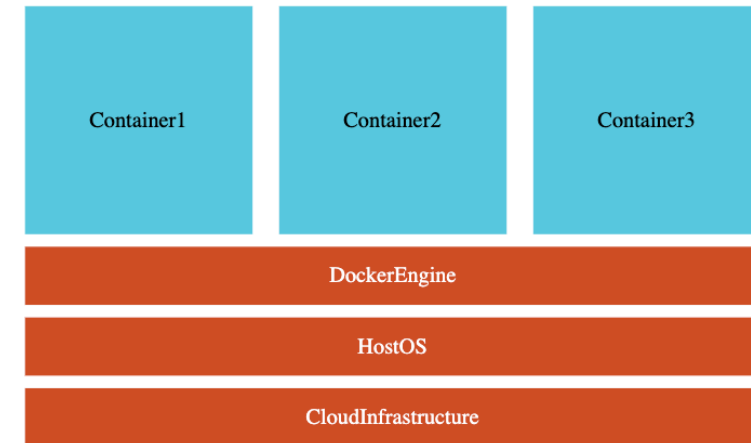 Container1 Container2 Container3
DockerEngine
HostOS
CloudInfrastructure